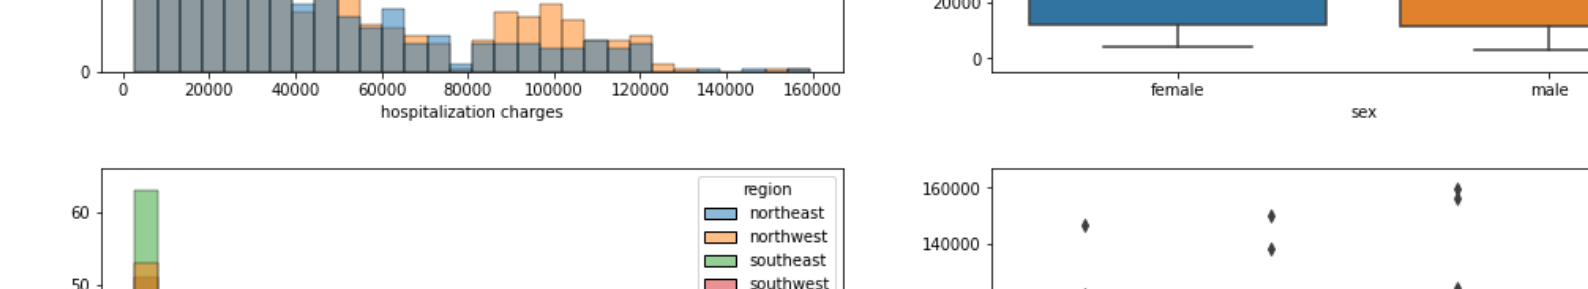 0
0 20000 40000 60000 80000 100000 120000 140000 160000
hospitalization charges
20000
0
female male
sex
60
50
region
northeast
northwest
southeast
southwest
160000
140000